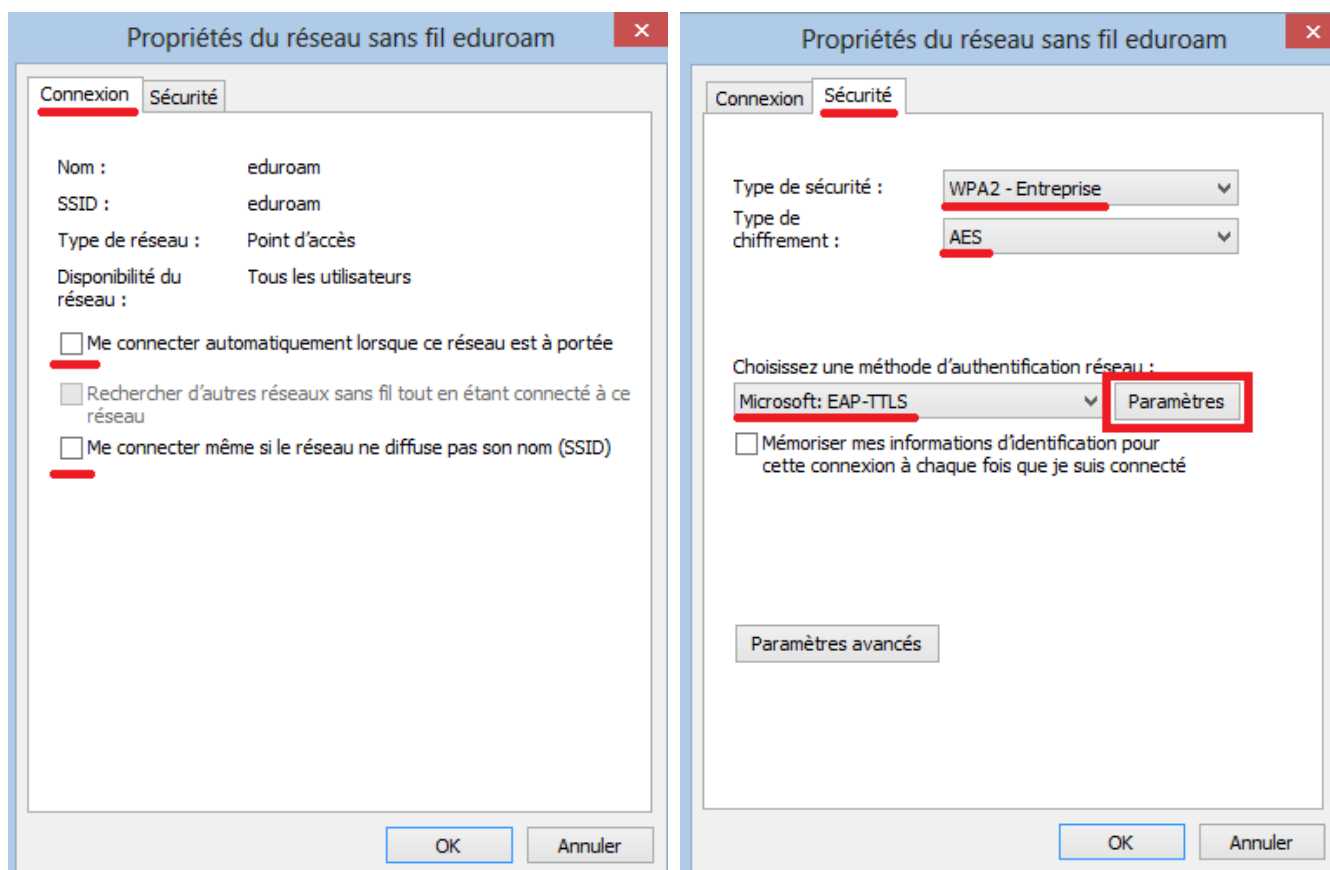 Propriétés du réseau sans fil eduroam
Connexion
Sécurité
Nom :
eduroam
SSID :
eduroam
Type de réseau :
Point d'accès
Disponibilité du
réseau :
Tous les utilisateurs
Me connecter automatiquement lorsque ce réseau est à portée
Rechercher d'autres réseaux sans fil tout en étant connecté à ce
réseau
Me connecter même si le réseau ne diffuse pas son nom (SSID)
OK
Annuler
Propriétés du réseau sans fil eduroam
Connexion
Sécurité
Type de sécurité :
WPA2 - Entreprise
Type de
chiffrement :
AES
Choisissez une méthode d'authentification réseau :
Microsoft: EAP-TTLS
Paramètres
Mémoriser mes informations d'identification pour
cette connexion à chaque fois que je suis connecté
Paramètres avancés
OK
Annuler